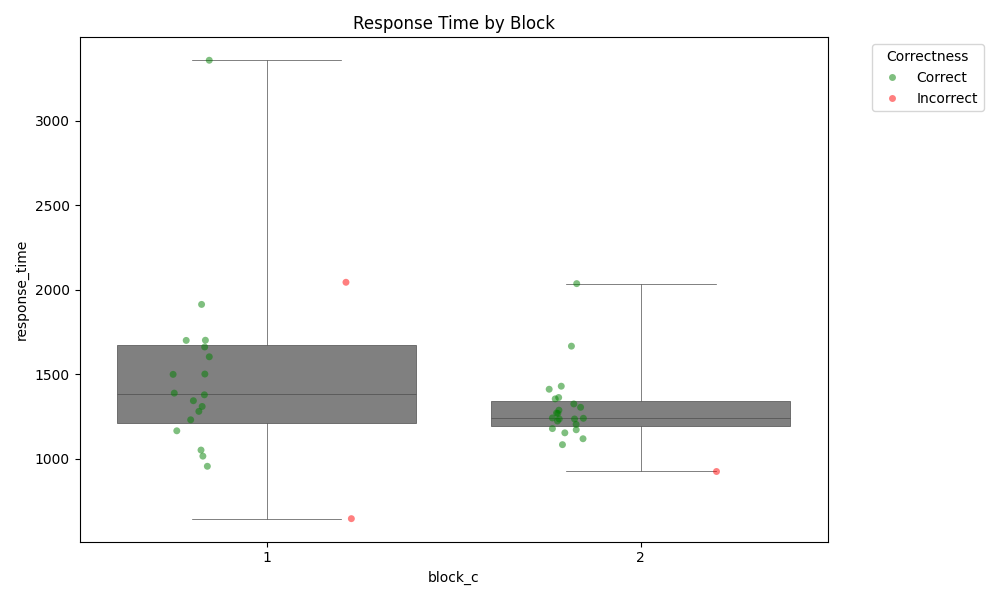 Response Time by Block
Correctness
Correct
Incorrect
3000
2500
2000
1500
1000
response_time
1
2
block_c